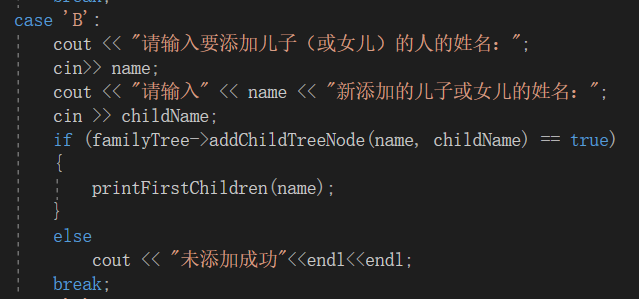 break;
case 'B':
cout << "请输入要添加儿子（或女儿）的人的姓名：";
cin>> name;
cout << "请输入" << name << "新添加的儿子或女儿的姓名：";
cin >> childName;
if (familyTree->addChildTreeNode(name, childName) == true)
{
printFirstChildren(name);
}
else
cout << "未添加成功"<<endl<<endl;
break;